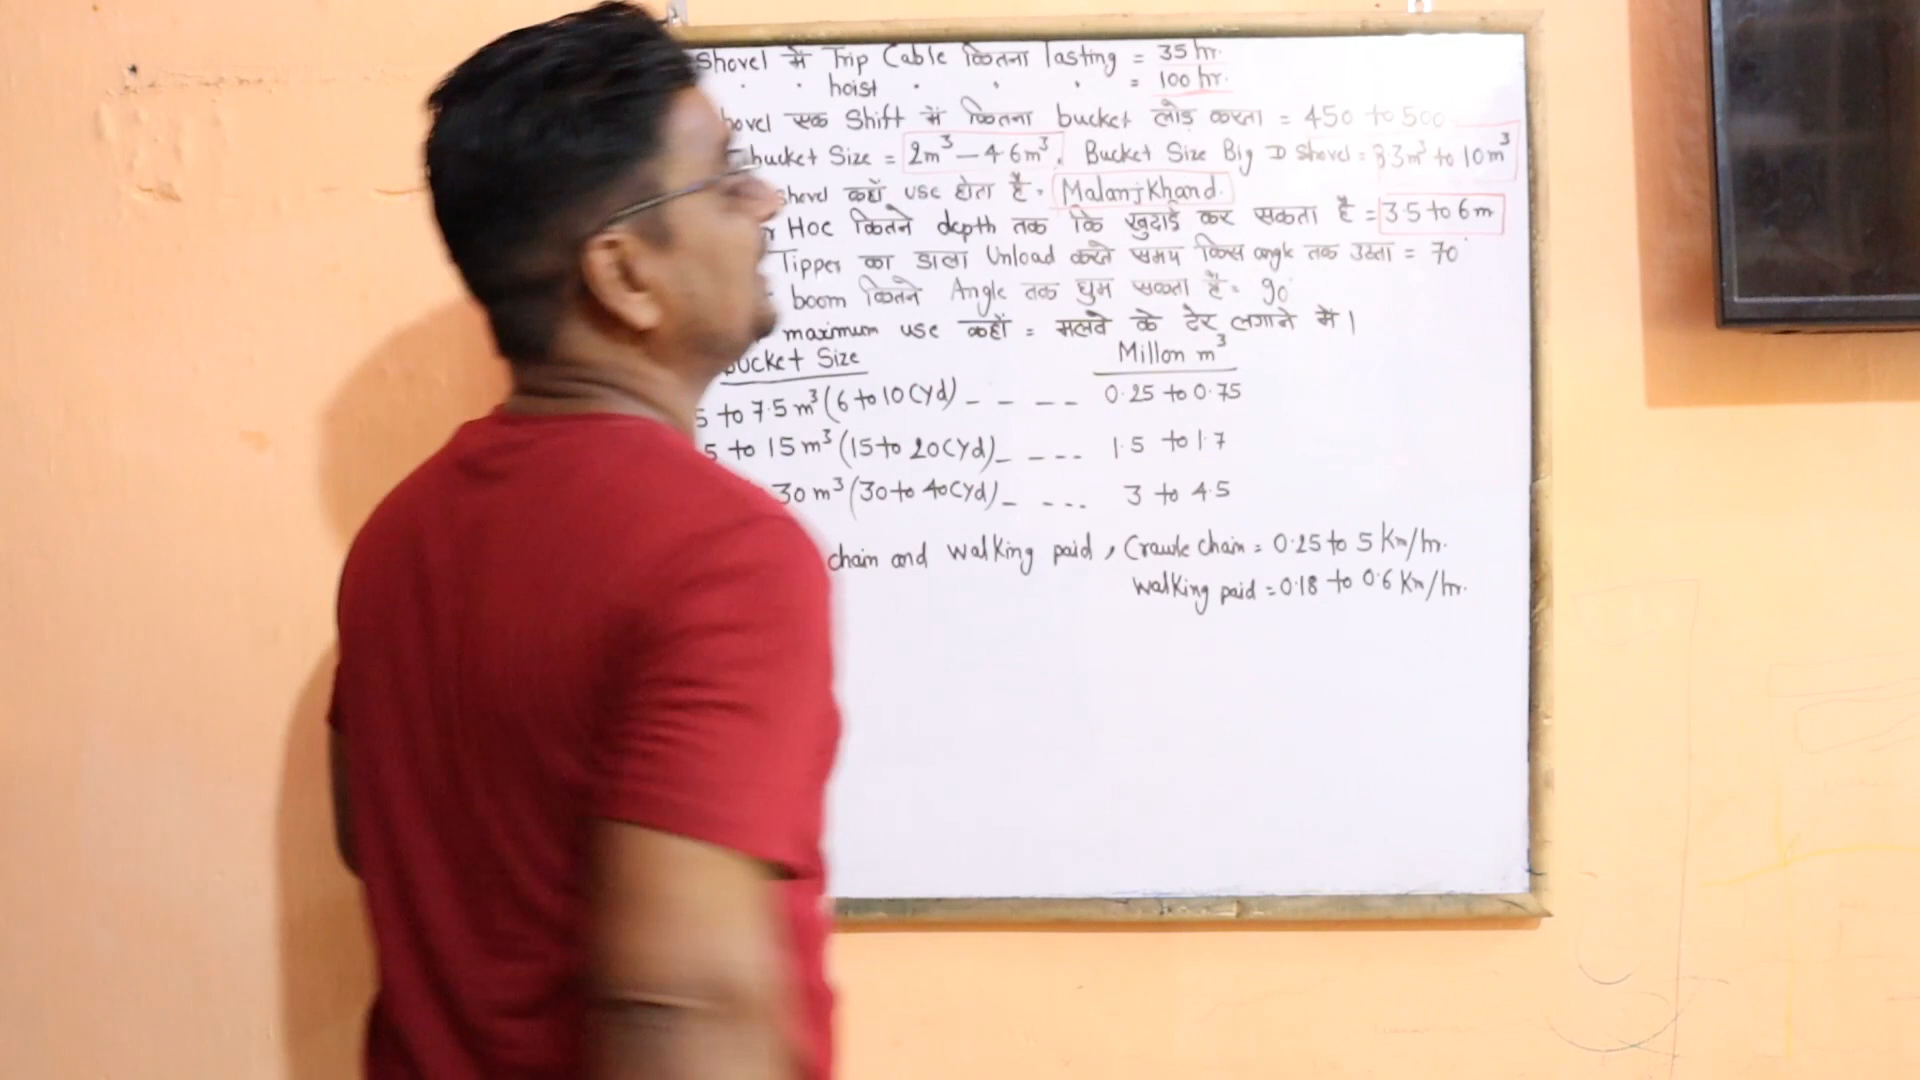 Shovel में Trip Cable कितना lasting = 35 hr.
" " hoist " " " = 100 hr.
hovel एक Shift में कितना bucket लोड करता = 450 to 500
bucket Size = 2m³ – 4.6m³, Bucket Size Big D Shovel = 33m³ to 10m³
shovel कहाँ use होता है = Malanjkhand.
Hoe कितने depth तक कि खुदाई कर सकता है = 3.5 to 6m
Tipper का डाला Unload करते समय किस angle तक उठता = 70°
boom कितने Angle तक घुम सकता है = 90°
maximum use कहाँ = मलवे के ढेर लगाने में।
bucket Size Millon m³
5 to 7.5 m³ (6 to 10 Cyd) – – – – 0.25 to 0.75
5 to 15 m³ (15 to 20 Cyd) – – – – 1.5 to 1.7
30 m³ (30 to 40 Cyd) – – – – 3 to 4.5
chain and walking paid, Crawle chain = 0.25 to 5 Km/hr.
walking paid = 0.18 to 0.6 Km/hr.